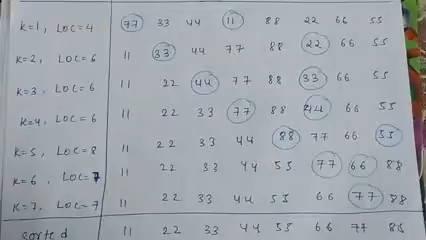 K=1, LOC=4 77 33 44 11 88 22 66 55
K=2, LOC=6 11 33 44 77 88 22 66 55
K=3, LOC=6 11 22 44 77 88 33 66 55
K=4, LOC=6 11 22 33 77 88 44 66 55
K=5, LOC=8 11 22 33 44 88 77 66 55
K=6, LOC=7 11 22 33 44 55 77 66 88
K=7, LOC=7 11 22 33 44 55 66 77 88
sorted 11 22 33 44 55 66 77 88